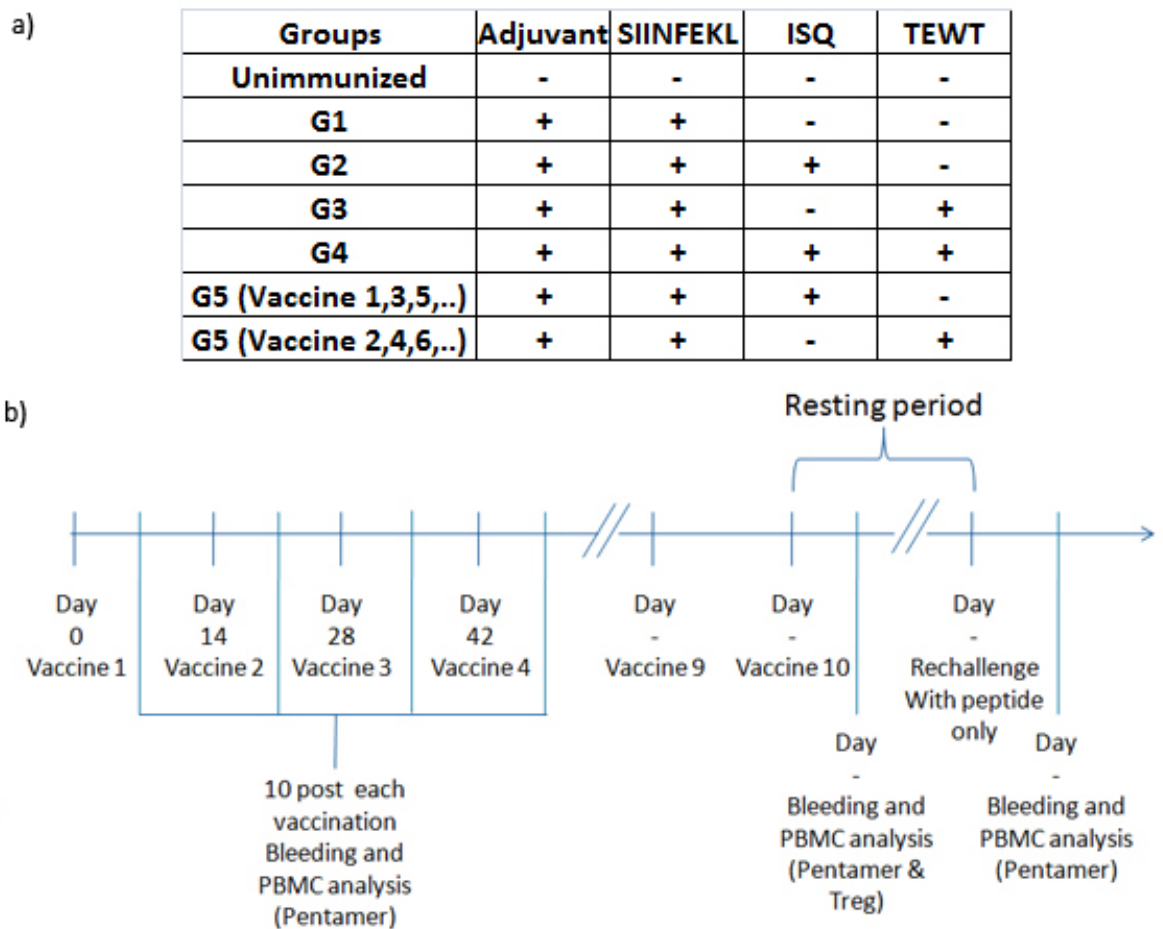 a)
Groups Adjuvant SIINFEKL ISQ TEWT
Unimmunized - - - -
G1 + + - -
G2 + + + -
G3 + + - +
G4 + + + +
G5 (Vaccine 1,3,5,..) + + + -
G5 (Vaccine 2,4,6,..) + + - +
b)
Resting period
Day
0
Vaccine 1
Day
14
Vaccine 2
Day
28
Vaccine 3
Day
42
Vaccine 4
Day
-
Vaccine 9
Day
-
Vaccine 10
Day
-
Rechallenge
With peptide
only
10 post each
vaccination
Bleeding and
PBMC analysis
(Pentamer)
Day
-
Bleeding and
PBMC analysis
(Pentamer &
Treg)
Day
-
Bleeding and
PBMC analysis
(Pentamer)